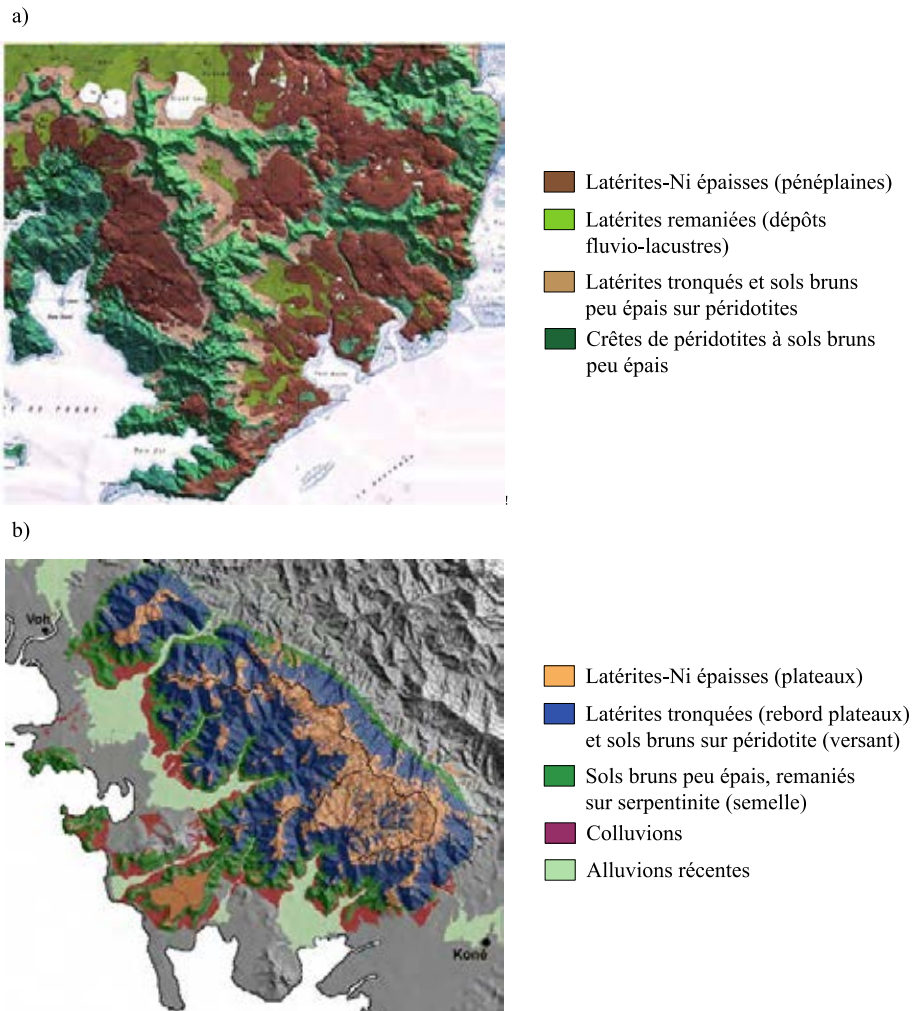 a)
Latérites-Ni épaisses (pénéplaines)
Latérites remaniées (dépôts
fluvio-lacustres)
Latérites tronqués et sols bruns
peu épais sur péridotites
Crêtes de péridotites à sols bruns
peu épais
b)
Voh
Koné
Latérites-Ni épaisses (plateaux)
Latérites tronquées (rebord plateaux)
et sols bruns sur péridotite (versant)
Sols bruns peu épais, remaniés
sur serpentinite (semelle)
Colluvions
Alluvions récentes